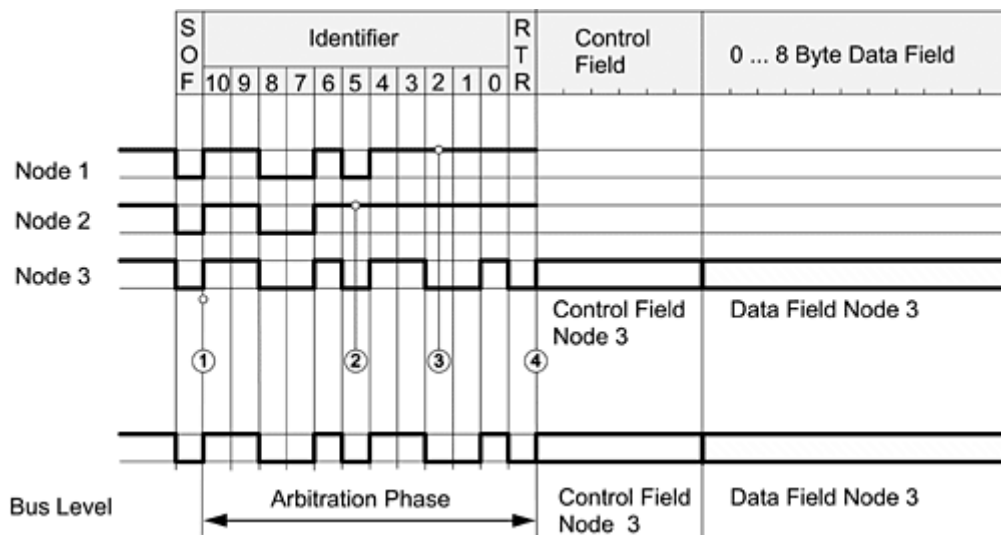 S O F
Identifier
R T R
Control
Field
0 ... 8 Byte Data Field
10 9 8 7 6 5 4 3 2 1 0
Node 1
Node 2
Node 3
Control Field
Node 3
Data Field Node 3
1 2 3 4
Bus Level
Arbitration Phase
Control Field
Node 3
Data Field Node 3